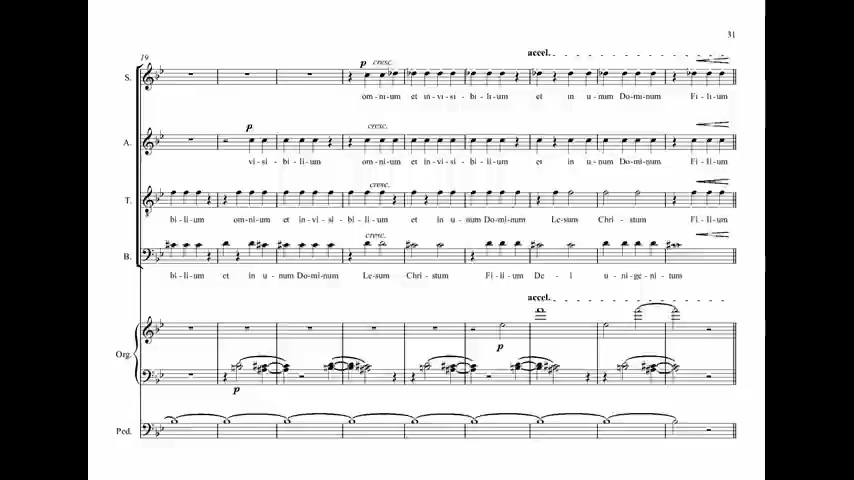 31
19
accel.
S.
p cresc.
om-ni-um et in-vi-si-bi-li-um et in u-num Do-mi-num Fi-li-um
p cresc.
A.
vi-si-bi-li-um om-ni-um et in-vi-si-bi-li-um et in u-num Do-mi-num Fi-li-um
cresc.
T.
bi-li-um om-ni-um et in-vi-si-bi-li-um et in u-num Do-mi-num Le-sum Chri-stum Fi-li-um
cresc.
B.
bi-li-um et in u-num Do-mi-num Le-sum Chri-stum Fi-li-um De-i u-ni-ge-ni-tum
accel.
Org.
p
p
Ped.